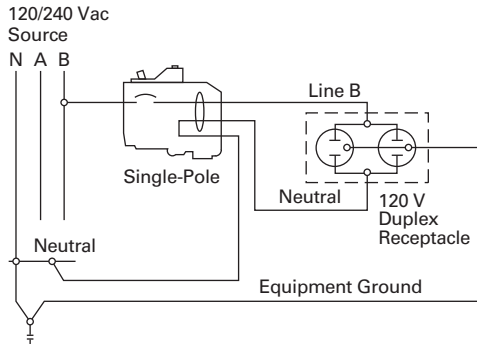 120/240 Vac
Source
N A B
Line B
Single-Pole
Neutral
120 V
Duplex
Receptacle
Neutral
Equipment Ground